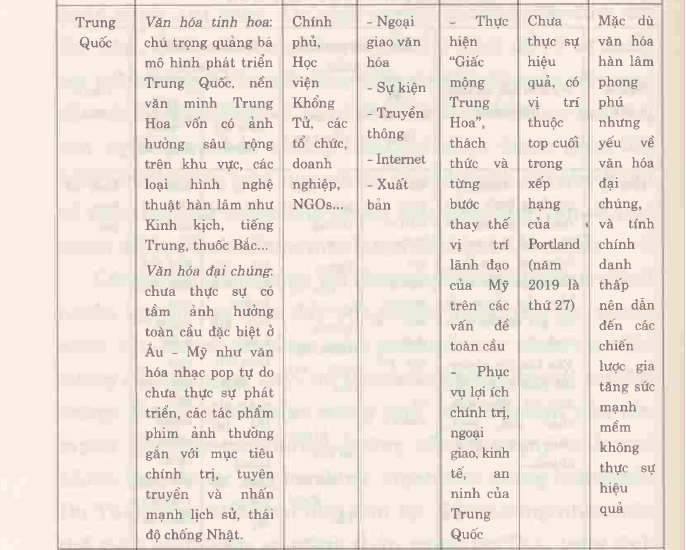 Trung
Quốc
Văn hóa tinh hoa:
chú trọng quảng bá
mô hình phát triển
Trung Quốc, nền
văn minh Trung
Hoa vốn có ảnh
hưởng sâu rộng
trên khu vực, các
loại hình nghệ
thuật hàn lâm như
Kinh kịch, tiếng
Trung, thuốc Bắc...
Văn hóa đại chúng:
chưa thực sự có
tầm ảnh hưởng
toàn cầu đặc biệt ở
Âu - Mỹ như văn
hóa nhạc pop tự do
chưa thực sự phát
triển, các tác phẩm
phim ảnh thường
gắn với mục tiêu
chính trị, tuyên
truyền và nhấn
mạnh lịch sử, thái
độ chống Nhật.
Chính
phủ,
Học
viện
Khổng
Tử, các
tổ chức,
doanh
nghiệp,
NGOs...
- Ngoại
giao văn
hóa
- Sự kiện
- Truyền
thông
- Internet
- Xuất
bản
- Thực
hiện
“Giấc
mộng
Trung
Hoa”,
thách
thức và
từng
bước
thay thế
vị trí
lãnh đạo
của Mỹ
trên các
vấn đề
toàn cầu
- Phục
vụ lợi ích
chính trị,
ngoại
giao, kinh
tế, an
ninh của
Trung
Quốc
Chưa
thực sự
hiệu
quả, có
vị trí
thuộc
top cuối
trong
xếp
hạng
của
Portland
(năm
2019 là
thứ 27)
Mặc dù
văn hóa
hàn lâm
phong
phú
nhưng
yếu về
văn hóa
đại
chúng,
và tính
chính
danh
thấp
nên dẫn
đến các
chiến
lược gia
tăng sức
mạnh
mềm
không
thực sự
hiệu
quả